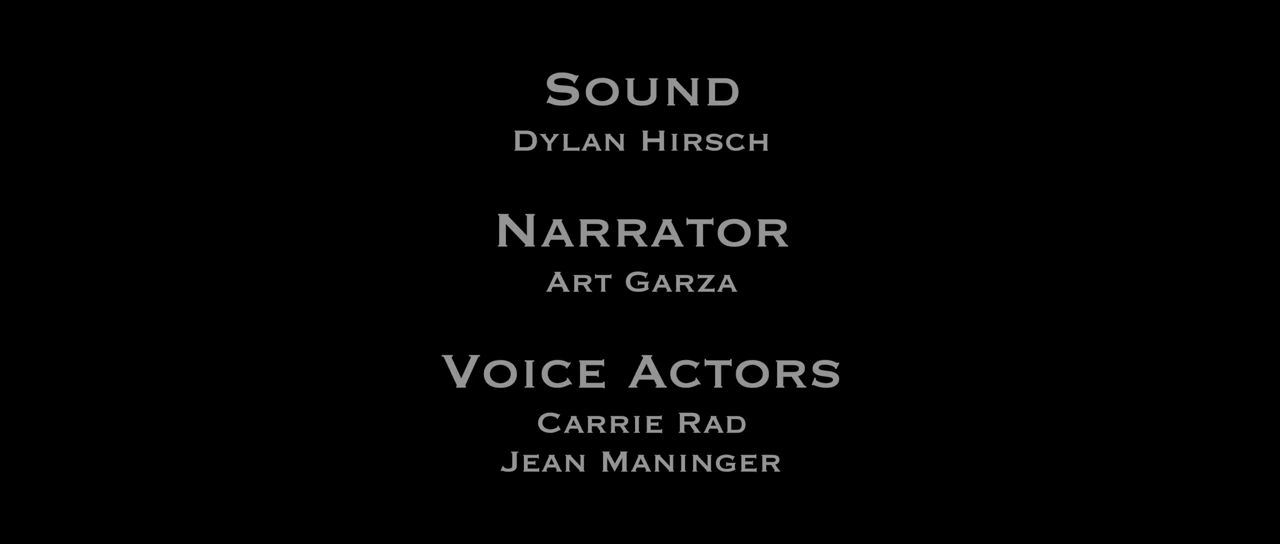 Sound
Dylan Hirsch
Narrator
Art Garza
Voice Actors
Carrie Rad
Jean Maninger